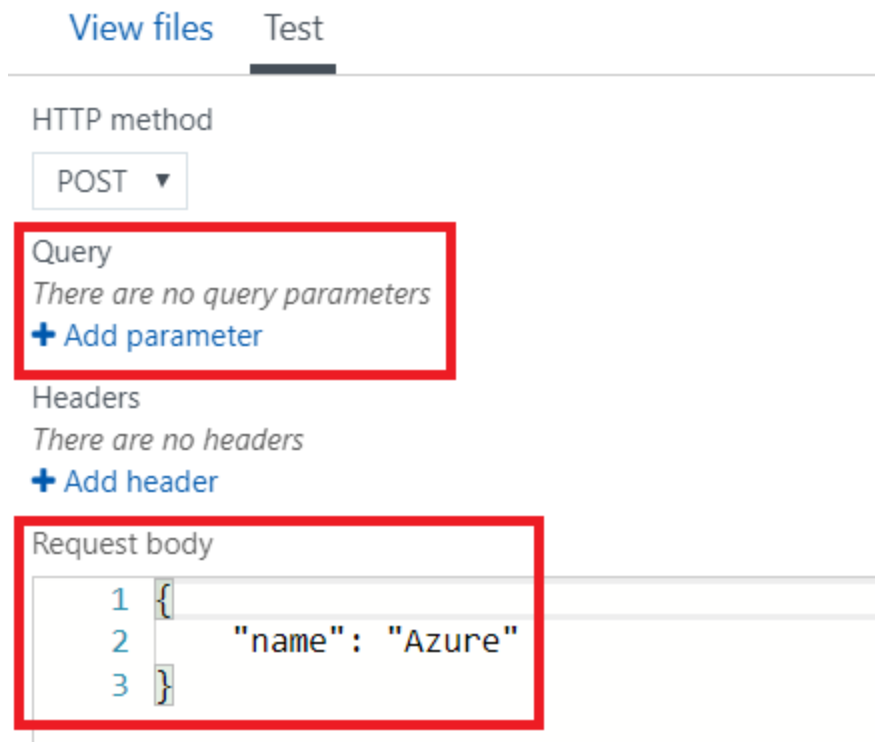 View files Test
HTTP method
POST ▼
Query
There are no query parameters
+ Add parameter
Headers
There are no headers
+ Add header
Request body
1 {
2 "name": "Azure"
3 }